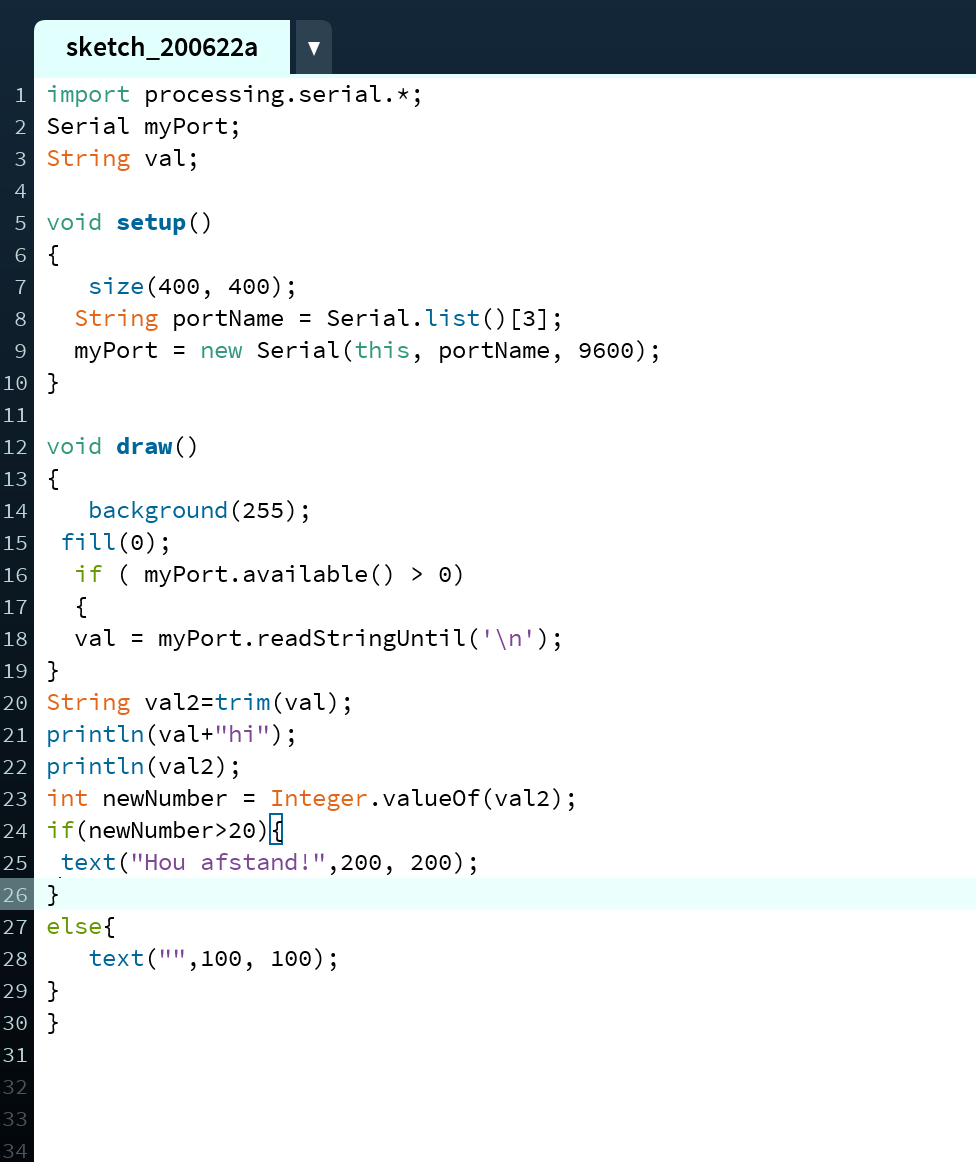 sketch_200622a ▼
1 import processing.serial.*;
2 Serial myPort;
3 String val;
4
5 void setup()
6 {
7    size(400, 400);
8   String portName = Serial.list()[3];
9   myPort = new Serial(this, portName, 9600);
10 }
11
12 void draw()
13 {
14    background(255);
15  fill(0);
16   if ( myPort.available() > 0)
17   {
18   val = myPort.readStringUntil('\n');
19 }
20 String val2=trim(val);
21 println(val+"hi");
22 println(val2);
23 int newNumber = Integer.valueOf(val2);
24 if(newNumber>20){
25  text("Hou afstand!",200, 200);
26 }
27 else{
28    text("",100, 100);
29 }
30 }
31
32
33
34